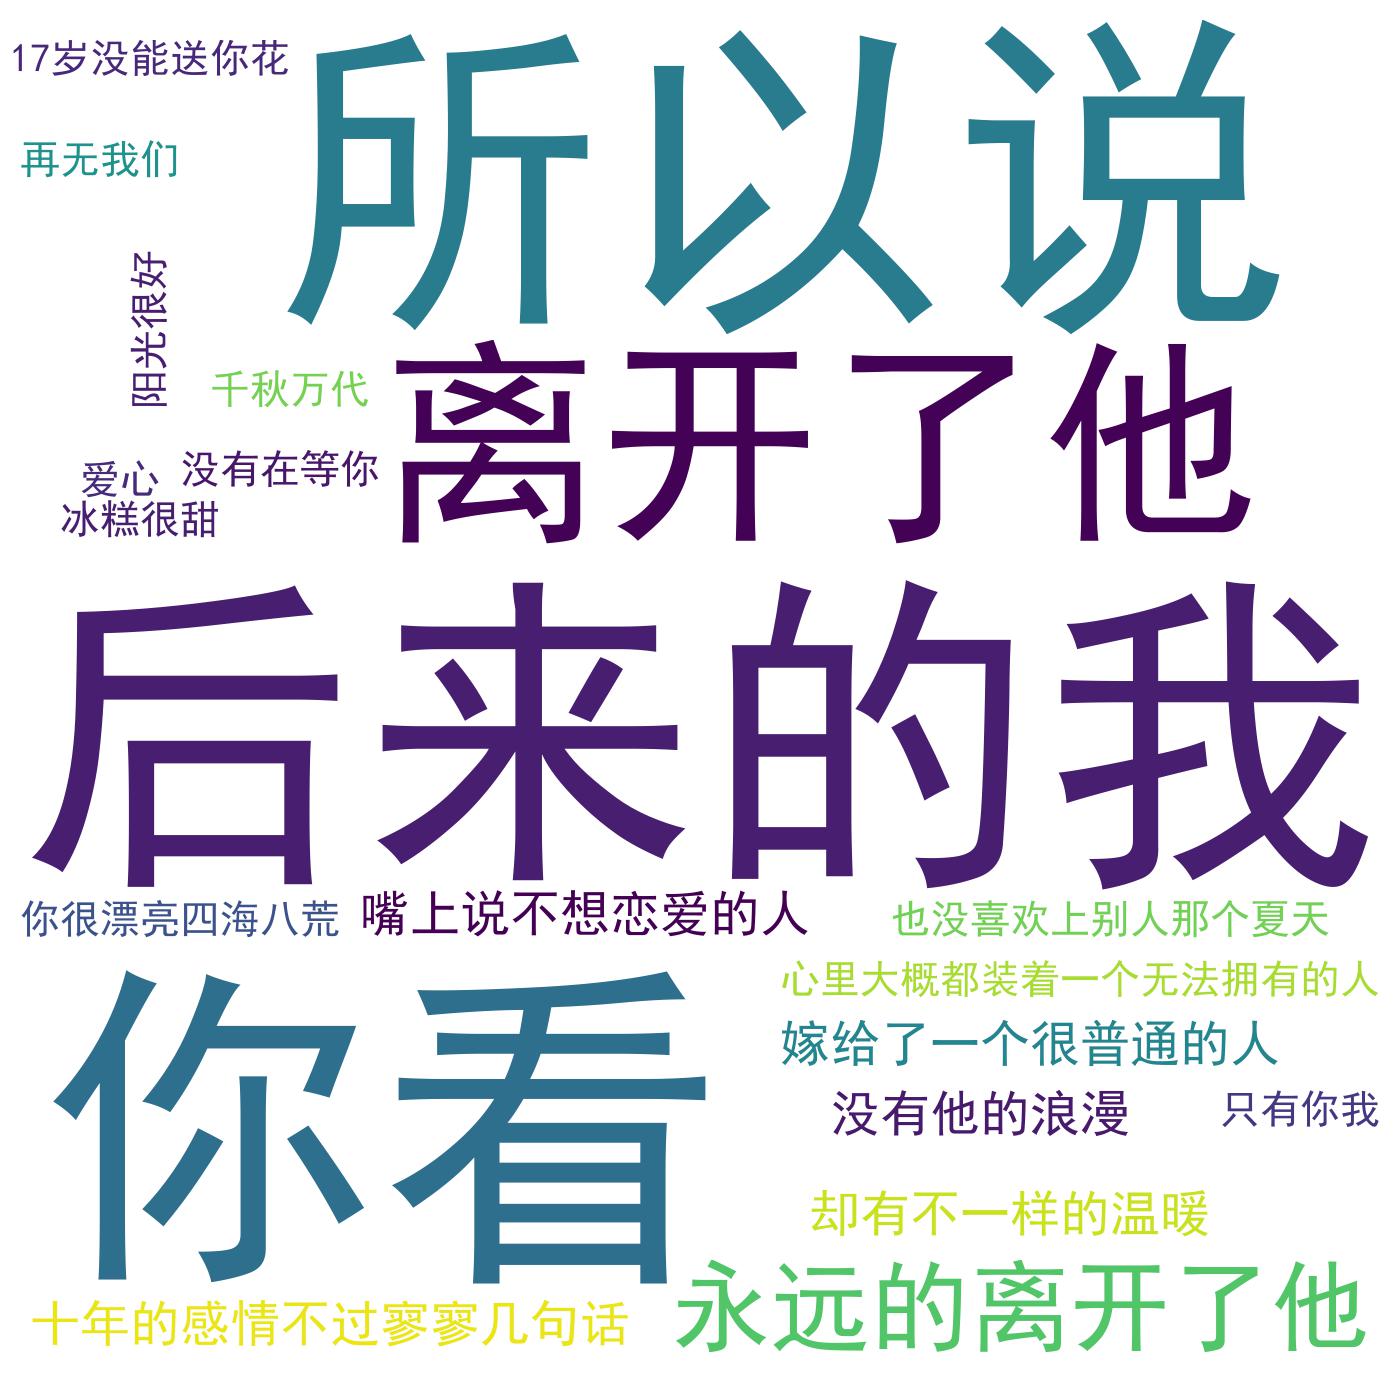 17岁没能送你花
所以说
再无我们
阳光很好
千秋万代
离开了他
爱心
没有在等你
冰糕很甜
后来的我
你很漂亮四海八荒
嘴上说不想恋爱的人
也没喜欢上别人那个夏天
你看
心里大概都装着一个无法拥有的人
嫁给了一个很普通的人
没有他的浪漫
只有你我
却有不一样的温暖
永远的离开了他
十年的感情不过寥寥几句话